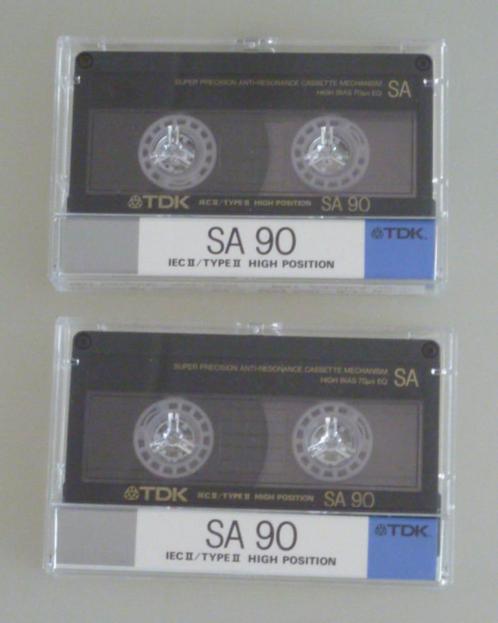 SUPER PRECISION ANTI-RESONANCE CASSETTE MECHANISM
HIGH BIAS 70μs EQ SA
TDK IEC II/TYPE II HIGH POSITION SA 90
SA 90
TDK
IEC II/TYPE II HIGH POSITION
SUPER PRECISION ANTI-RESONANCE CASSETTE MECHANISM
HIGH BIAS 70μs EQ SA
TDK IEC II/TYPE II HIGH POSITION SA 90
SA 90
TDK
IEC II/TYPE II HIGH POSITION